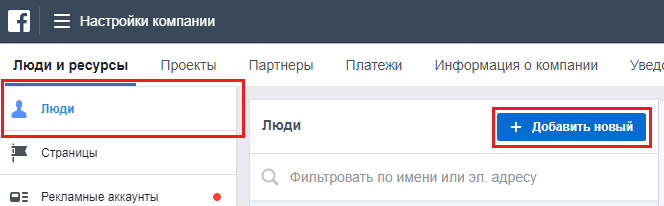 f Настройки компании
Люди и ресурсы Проекты Партнеры Платежи Информация о компании
Люди
Страницы
Рекламные аккаунты
Люди + Добавить новый
Фильтровать по имени или эл. адресу